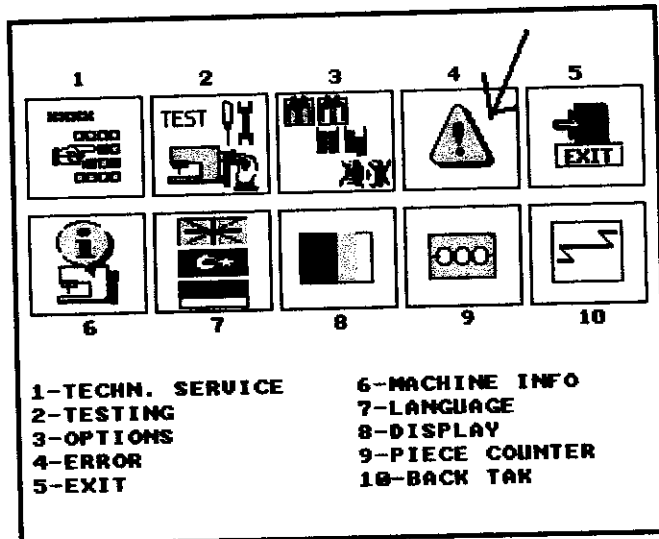 1 2 3 4 5
XXXX
TEST
EXIT
6 7 8 9 10
1-TECHN. SERVICE
2-TESTING
3-OPTIONS
4-ERROR
5-EXIT
6-MACHINE INFO
7-LANGUAGE
8-DISPLAY
9-PIECE COUNTER
10-BACK TAK